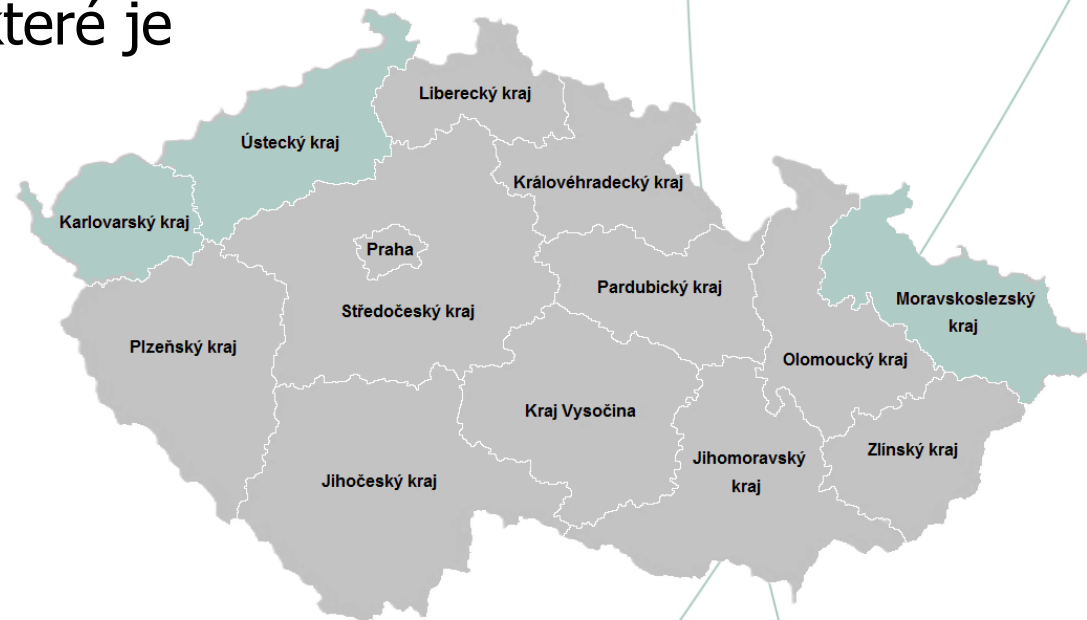 které je
Liberecký kraj
Ústecký kraj
Královéhradecký kraj
Karlovarský kraj
Praha
Pardubický kraj
Moravskoslezský
kraj
Středočeský kraj
Plzeňský kraj
Olomoucký kraj
Kraj Vysočina
Zlínský kraj
Jihomoravský
kraj
Jihočeský kraj